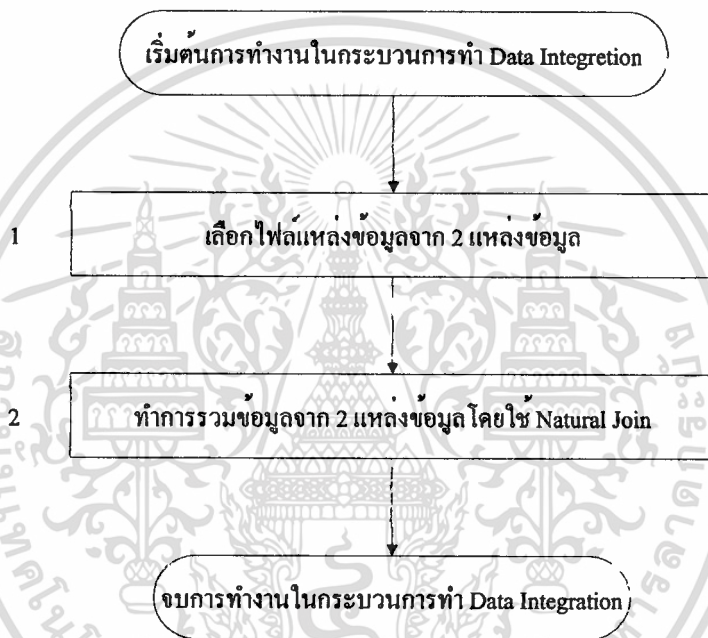 เริ่มต้นการทำงานในกระบวนการทำ Data Integretion
1
เลือกไฟล์แหล่งข้อมูลจาก 2 แหล่งข้อมูล
2
ทำการรวมข้อมูลจาก 2 แหล่งข้อมูล โดยใช้ Natural Join
จบการทำงานในกระบวนการทำ Data Integration